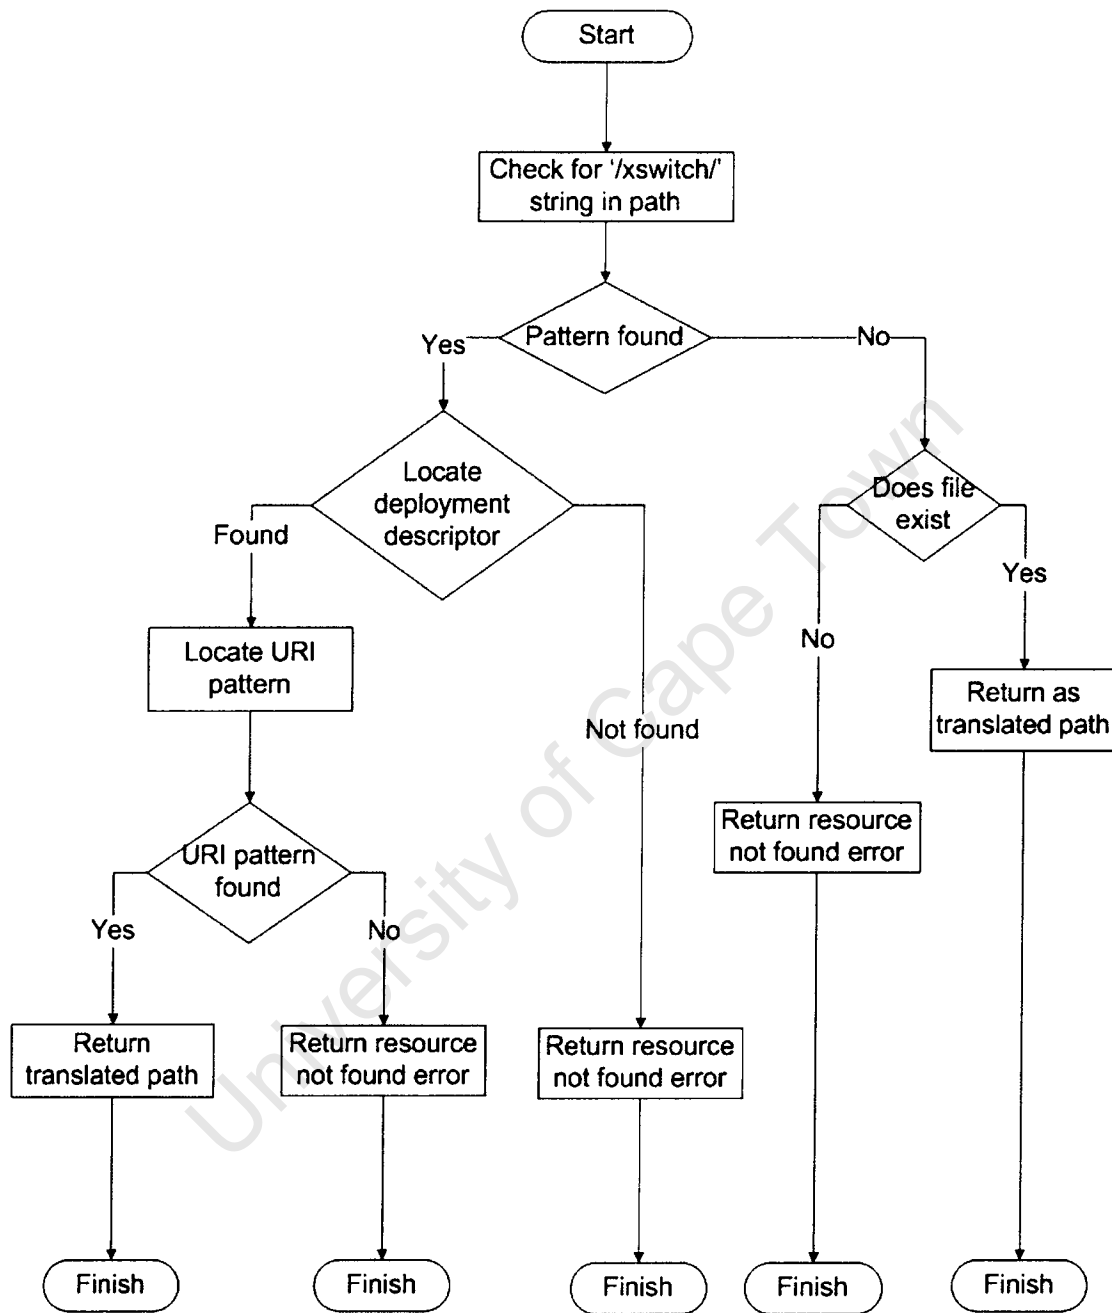 Start
Check for '/xswitch/'
string in path
Pattern found
Yes
No
Locate
deployment
descriptor
Does file
exist
Found
Yes
No
Locate URI
pattern
Return as
translated path
Not found
Return resource
not found error
URI pattern
found
Yes
No
Return
translated path
Return resource
not found error
Return resource
not found error
Finish
Finish
Finish
Finish
Finish
University of Cape Town